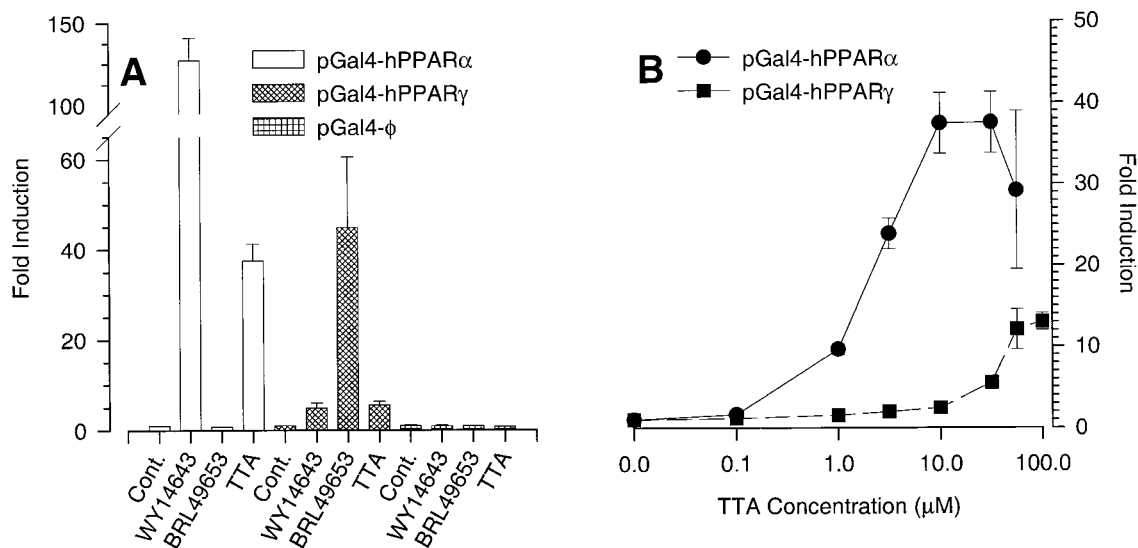 A
pGal4-hPPARα
pGal4-hPPARγ
pGal4-ϕ
Fold Induction
150
100
60
40
20
0
Cont.
WY14643
BRL49653
TTA
Cont.
WY14643
BRL49653
TTA
Cont.
WY14643
BRL49653
TTA
B
pGal4-hPPARα
pGal4-hPPARγ
50
40
30
20
10
0
Fold Induction
0.0
0.1
1.0
10.0
100.0
TTA Concentration (μM)